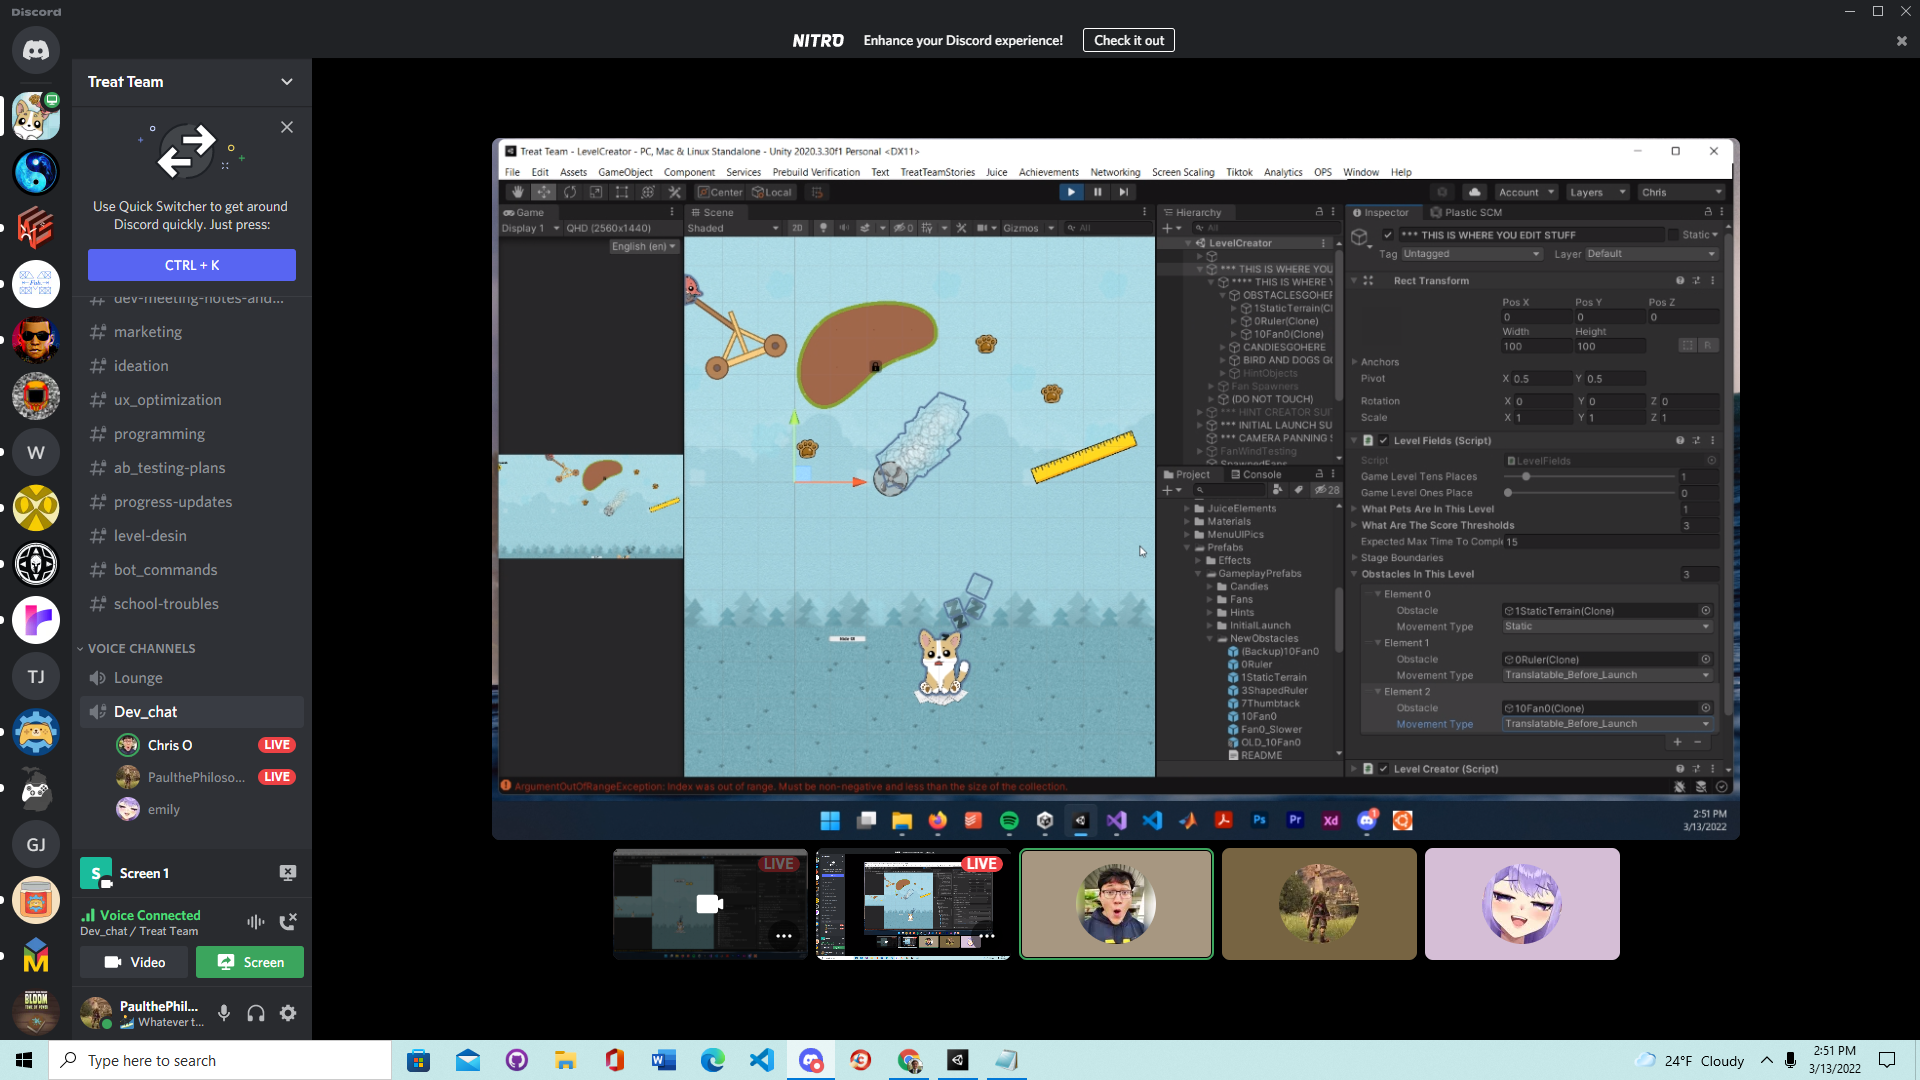 Discord
NITRO Enhance your Discord experience! Check it out
Treat Team
Use Quick Switcher to get around
Discord quickly. Just press:
CTRL + K
dev-meeting-notes-and...
marketing
ideation
ux_optimization
programming
ab_testing-plans
progress-updates
level-desin
bot_commands
school-troubles
VOICE CHANNELS
Lounge
Dev_chat
Chris O LIVE
PaulthePhiloso... LIVE
emily
W
TJ
GJ
BLOOM
S Screen 1
Voice Connected
Dev_chat / Treat Team
Video Screen
PaulthePhil...
Whatever t...
Treat Team - LevelCreator - PC, Mac & Linux Standalone - Unity 2020.3.30f1 Personal <DX11>
File Edit Assets GameObject Component Services Prebuild Verification Text TreatTeamStories Juice Achievements Networking Screen Scaling Tiktok Analytics OPS Window Help
Center Local Account Layers Chris
Game
Display 1 QHD (2560x1440)
English (en)
Scene
Shaded 2D 0 Gizmos All
Hierarchy
All
LevelCreator
*** THIS IS WHERE YOU
**** THIS IS WHERE Y
OBSTACLESGOHER
1StaticTerrain(Cl
0Ruler(Clone)
10Fan0(Clone)
CANDIESGOHERE
BIRD AND DOGS G
HintObjects
Fan Spawners
(DO NOT TOUCH)
*** HINT CREATOR SUI
*** INITIAL LAUNCH SU
*** CAMERA PANNING S
FanWindTesting
SpawnedFans
Project Console
28
JuiceElements
Materials
MenuUIPics
Prefabs
Effects
GameplayPrefabs
Candies
Fans
Hints
InitialLaunch
NewObstacles
(Backup)10Fan0
0Ruler
1StaticTerrain
3ShapedRuler
7Thumbtack
10Fan0
Fan0_Slower
OLD_10Fan0
README
Inspector Plastic SCM
*** THIS IS WHERE YOU EDIT STUFF Static
Tag Untagged Layer Default
Rect Transform
Pos X Pos Y Pos Z
0 0 0
Width Height
100 100 R
Anchors
Pivot X 0.5 Y 0.5
Rotation X 0 Y 0 Z 0
Scale X 1 Y 1 Z 1
Level Fields (Script)
Script LevelFields
Game Level Tens Places 1
Game Level Ones Place 0
What Pets Are In This Level 1
What Are The Score Thresholds 3
Expected Max Time To Comple 15
Stage Boundaries
Obstacles In This Level 3
Element 0
Obstacle 1StaticTerrain(Clone)
Movement Type Static
Element 1
Obstacle 0Ruler(Clone)
Movement Type Translatable_Before_Launch
Element 2
Obstacle 10Fan0(Clone)
Movement Type Translatable_Before_Launch
Level Creator (Script)
ArgumentOutOfRangeException: Index was out of range. Must be non-negative and less than the size of the collection.
Ps Pr Xd 1
2:51 PM
3/13/2022
LIVE
LIVE
Type here to search
24°F Cloudy
2:51 PM
3/13/2022